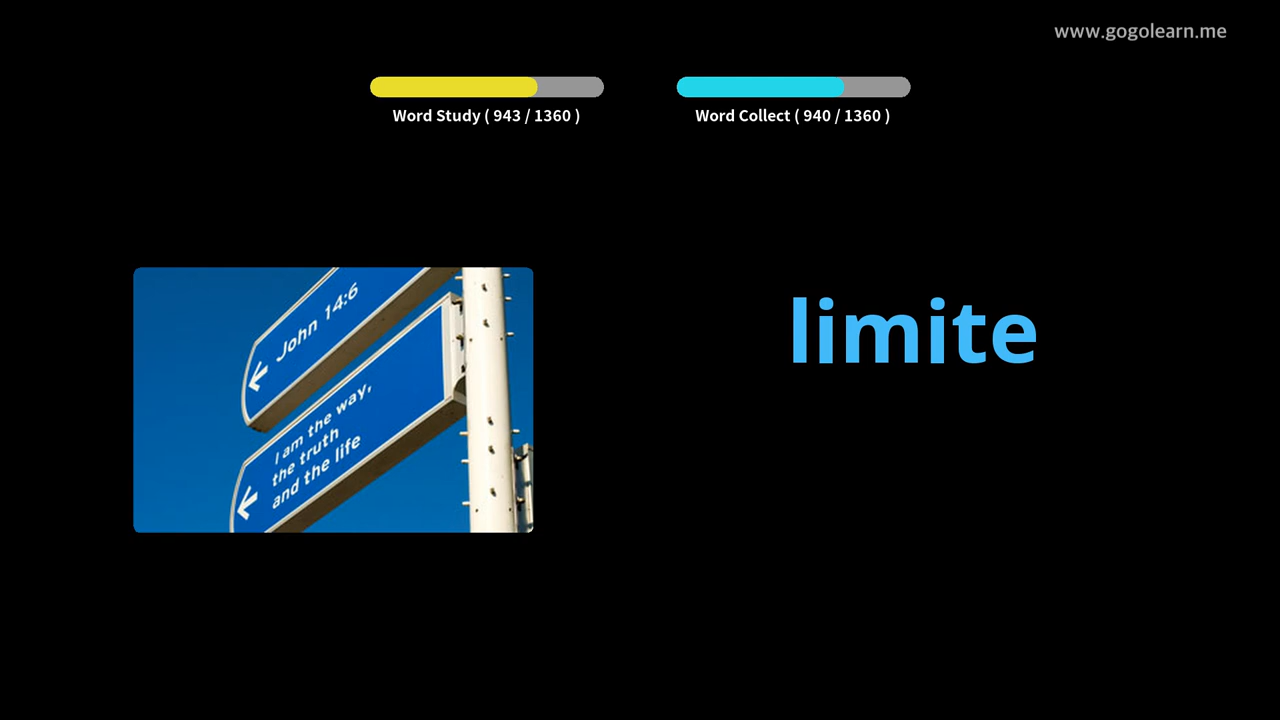 www.gogolearn.me
Word Study ( 943 / 1360 )
Word Collect ( 940 / 1360 )
John 14:6
I am the way,
the truth
and the life
limite